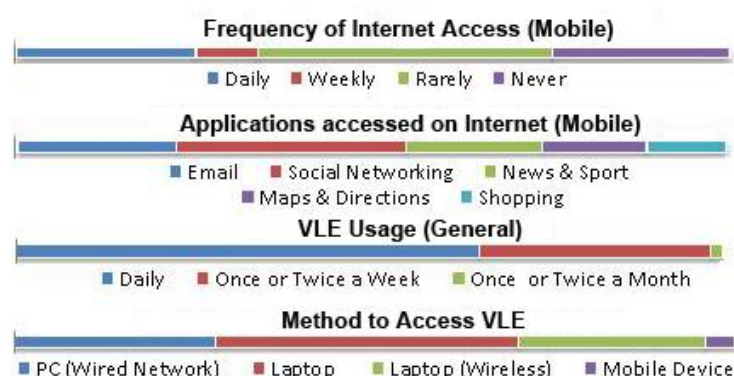 Frequency of Internet Access (Mobile)
Daily Weekly Rarely Never
Applications accessed on Internet (Mobile)
Email Social Networking News & Sport
Maps & Directions Shopping
VLE Usage (General)
Daily Once or Twice a Week Once or Twice a Month
Method to Access VLE
PC (Wired Network) Laptop Laptop (Wireless) Mobile Device